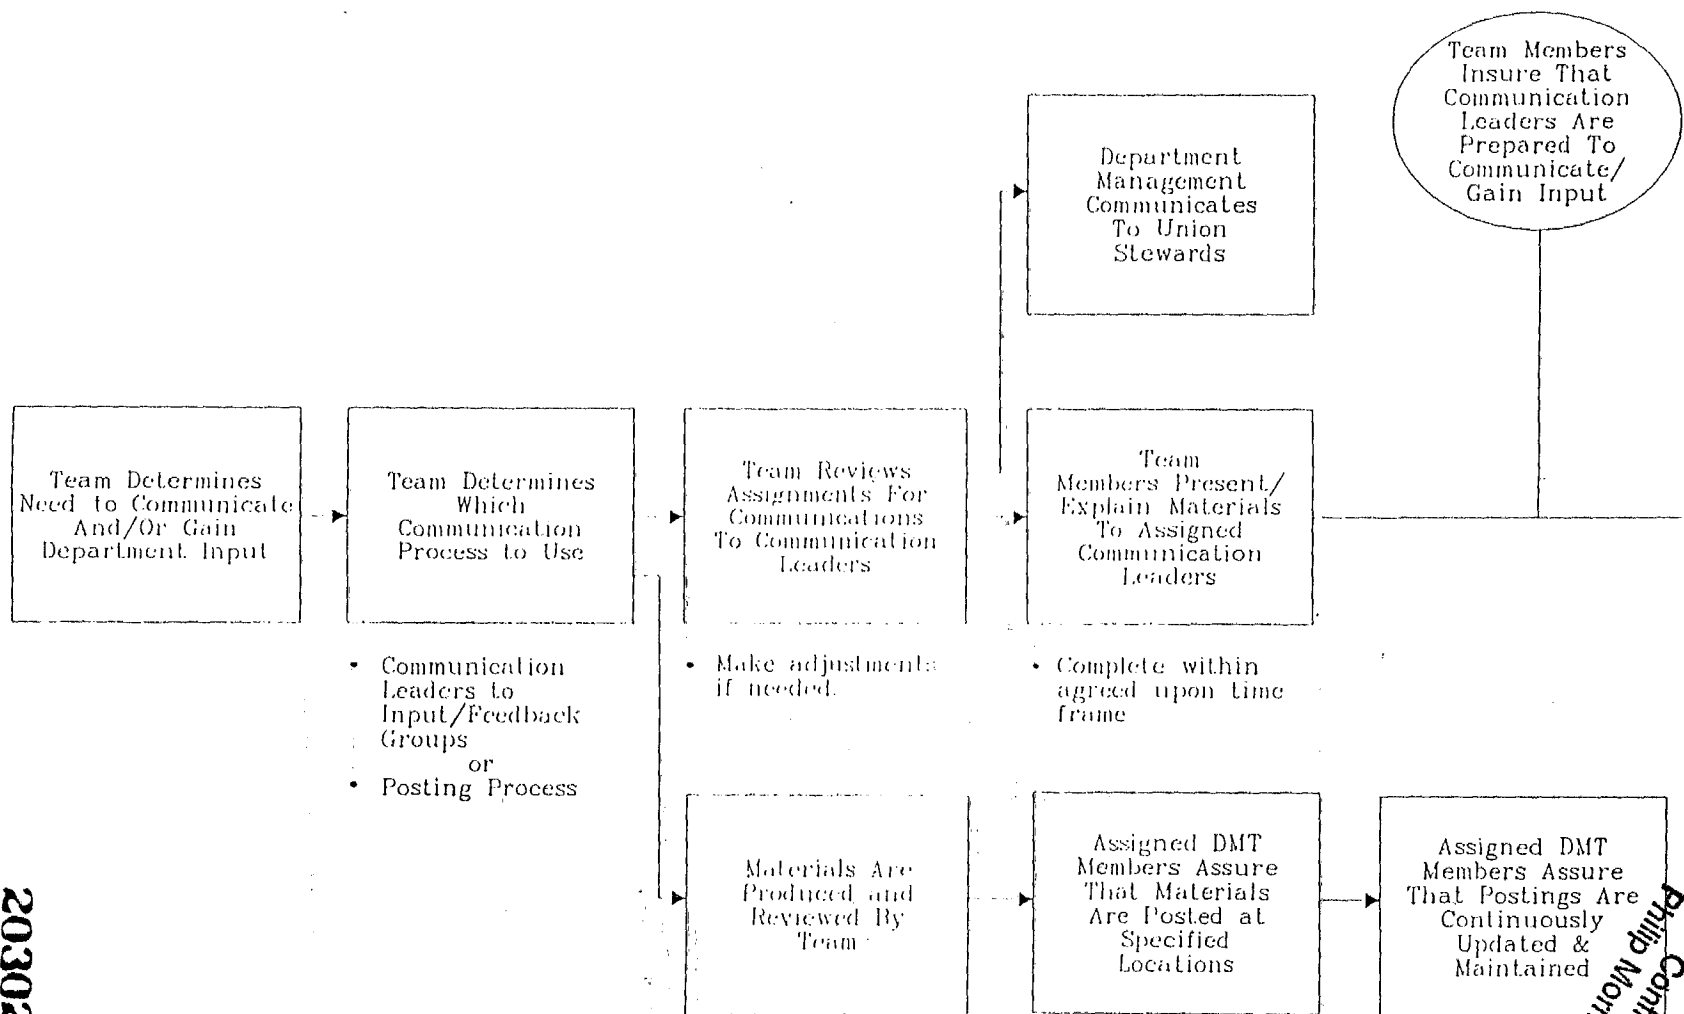 Team Members
Insure That
Communication
Leaders Are
Prepared To
Communicate/
Gain Input
Department
Management
Communicates
To Union
Stewards
Team Determines
Need to Communicate
And/Or Gain
Department Input
Team Determines
Which
Communication
Process to Use
Team Reviews
Assignments For
Communications
To Communication
Leaders
Team
Members Present/
Explain Materials
To Assigned
Communication
Leaders
• Communication
Leaders to
Input/Feedback
Groups
or
• Posting Process
• Make adjustments
if needed.
• Complete within
agreed upon time
frame
Materials Are
Produced and
Reviewed By
Team
Assigned DMT
Members Assure
That Materials
Are Posted at
Specified
Locations
Assigned DMT
Members Assure
That Postings Are
Continuously
Updated &
Maintained